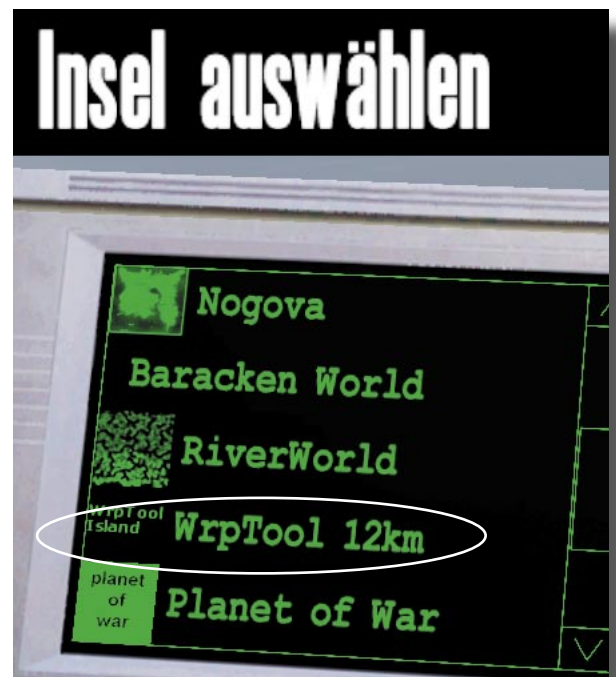 Insel auswählen
Nogova
Baracken World
RiverWorld
WrpTool
Island
WrpTool 12km
planet
of
war
Planet of War